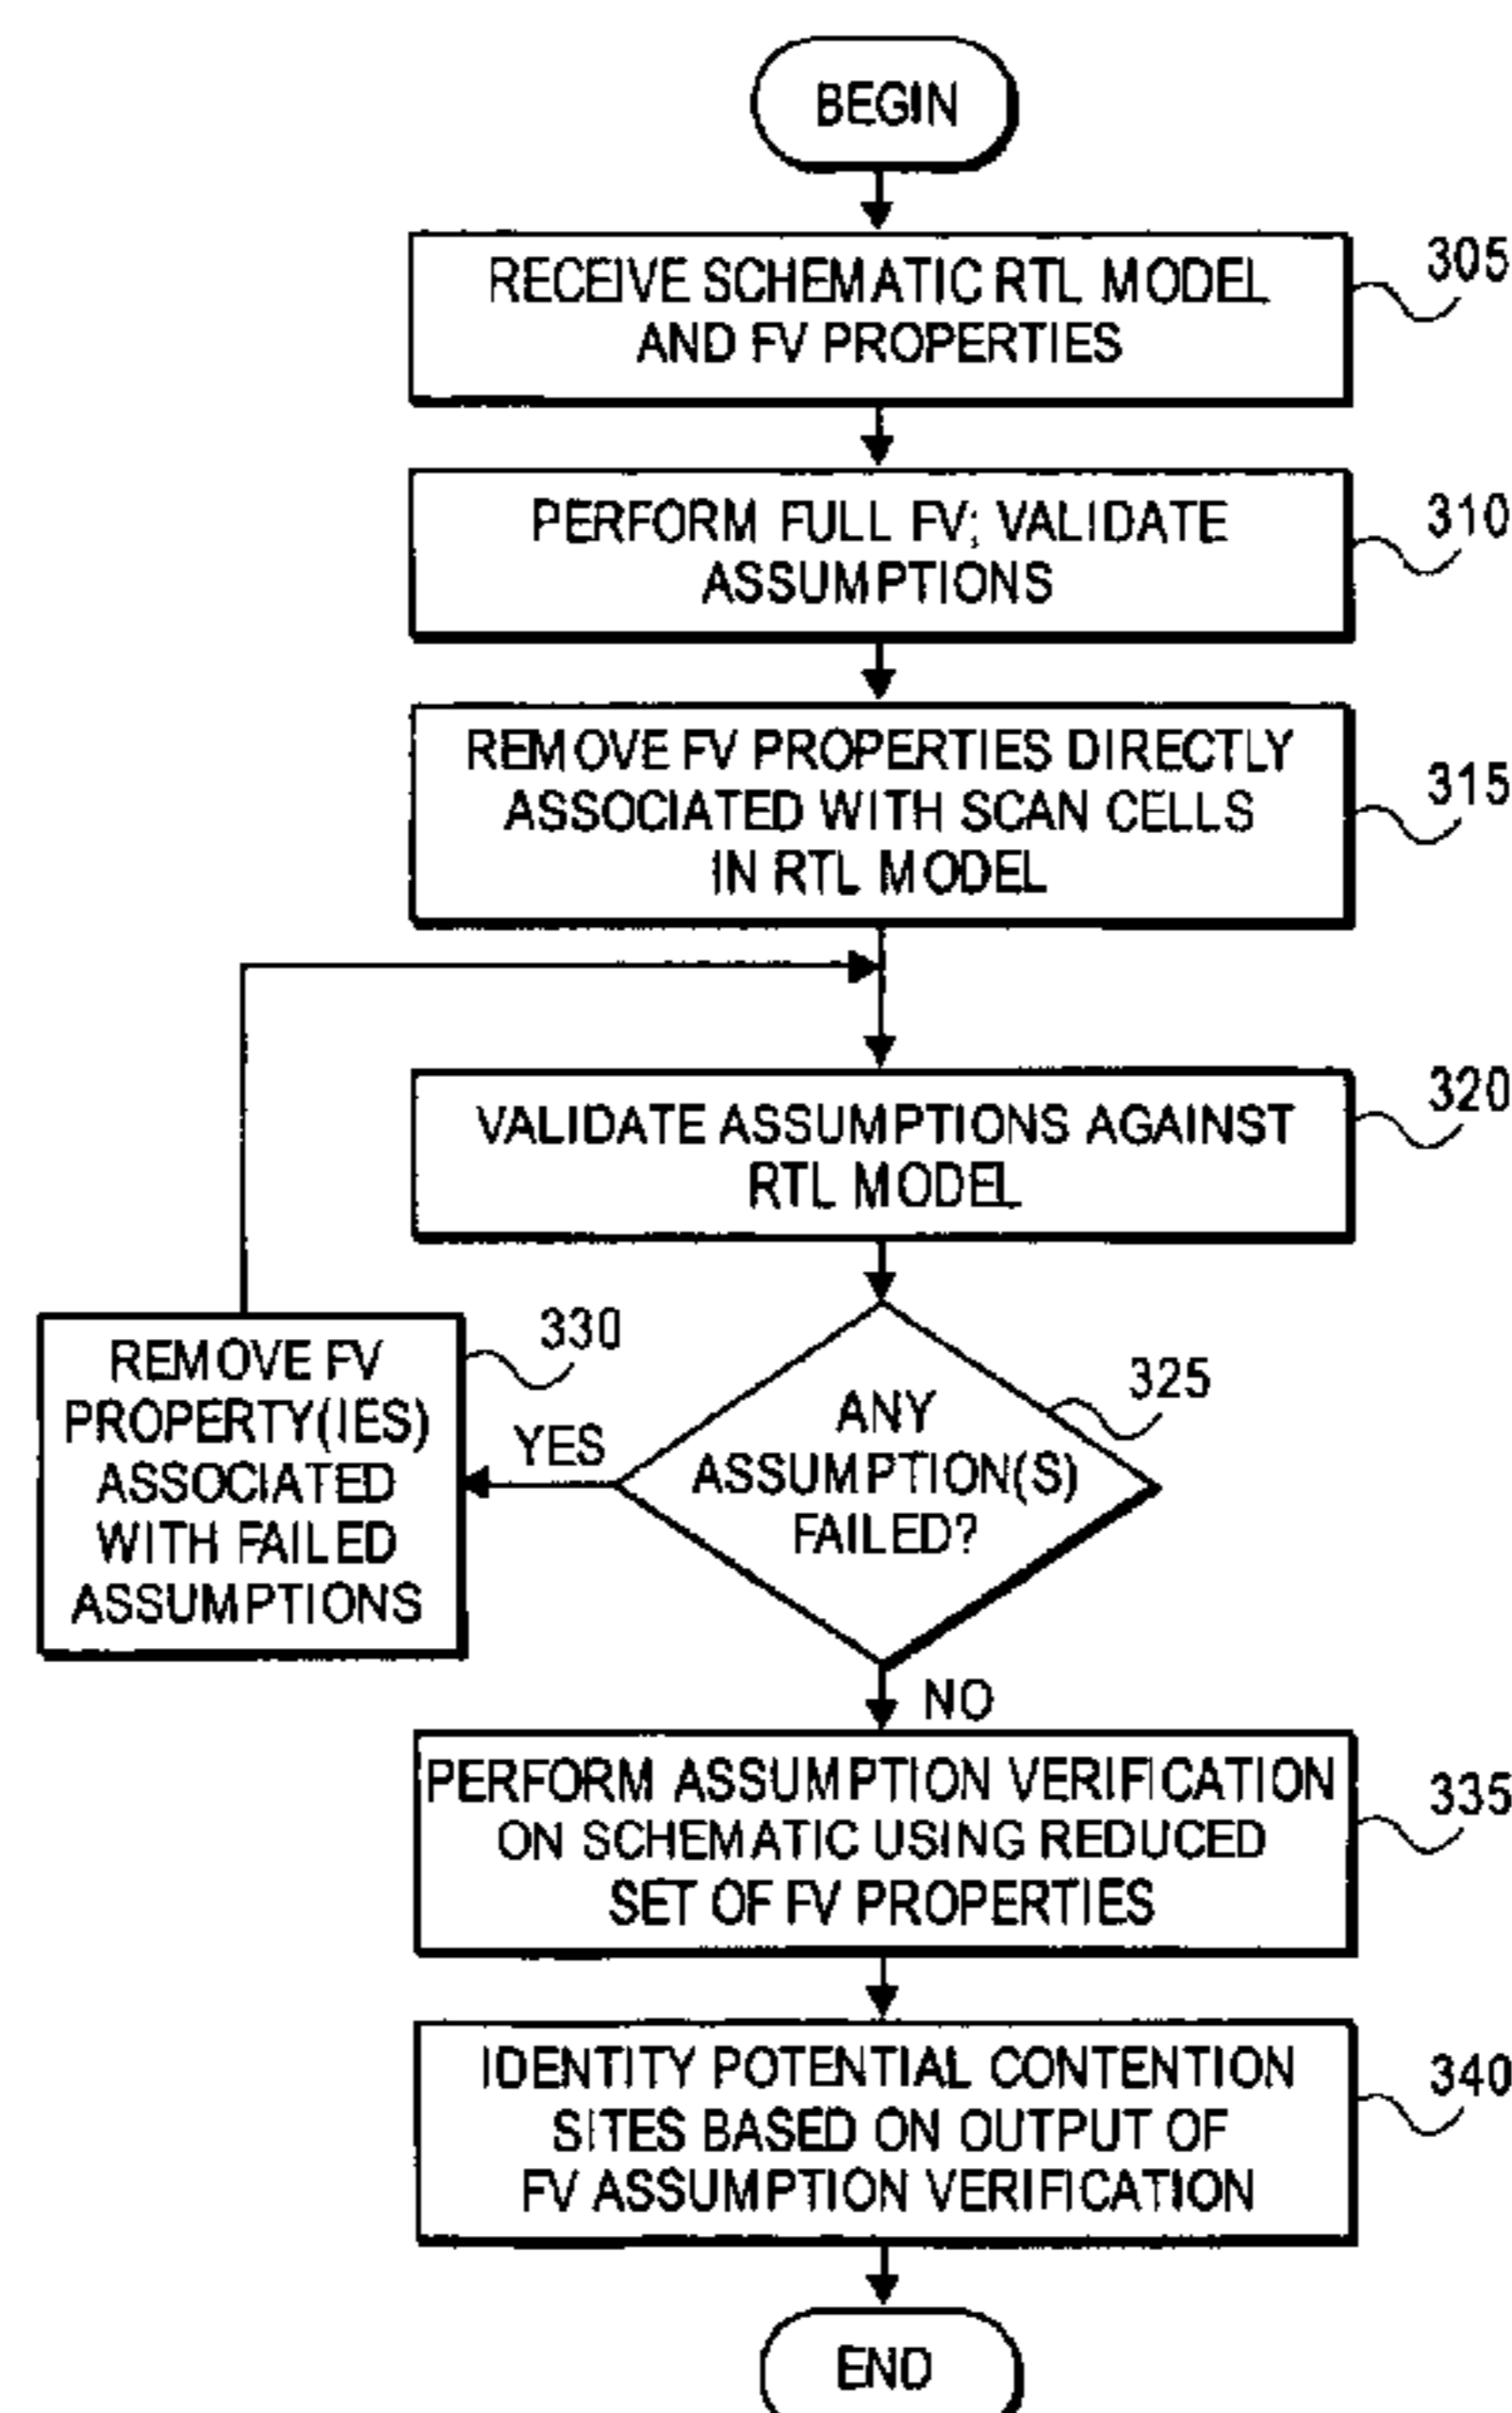 BEGIN
RECEIVE SCHEMATIC RTL MODEL
AND FV PROPERTIES
305
PERFORM FULL FV; VALIDATE
ASSUMPTIONS
310
REMOVE FV PROPERTIES DIRECTLY
ASSOCIATED WITH SCAN CELLS
IN RTL MODEL
315
VALIDATE ASSUMPTIONS AGAINST
RTL MODEL
320
ANY
ASSUMPTION(S)
FAILED?
325
YES
REMOVE FV
PROPERTY(IES)
ASSOCIATED
WITH FAILED
ASSUMPTIONS
330
NO
PERFORM ASSUMPTION VERIFICATION
ON SCHEMATIC USING REDUCED
SET OF FV PROPERTIES
335
IDENTITY POTENTIAL CONTENTION
SITES BASED ON OUTPUT OF
FV ASSUMPTION VERIFICATION
340
END